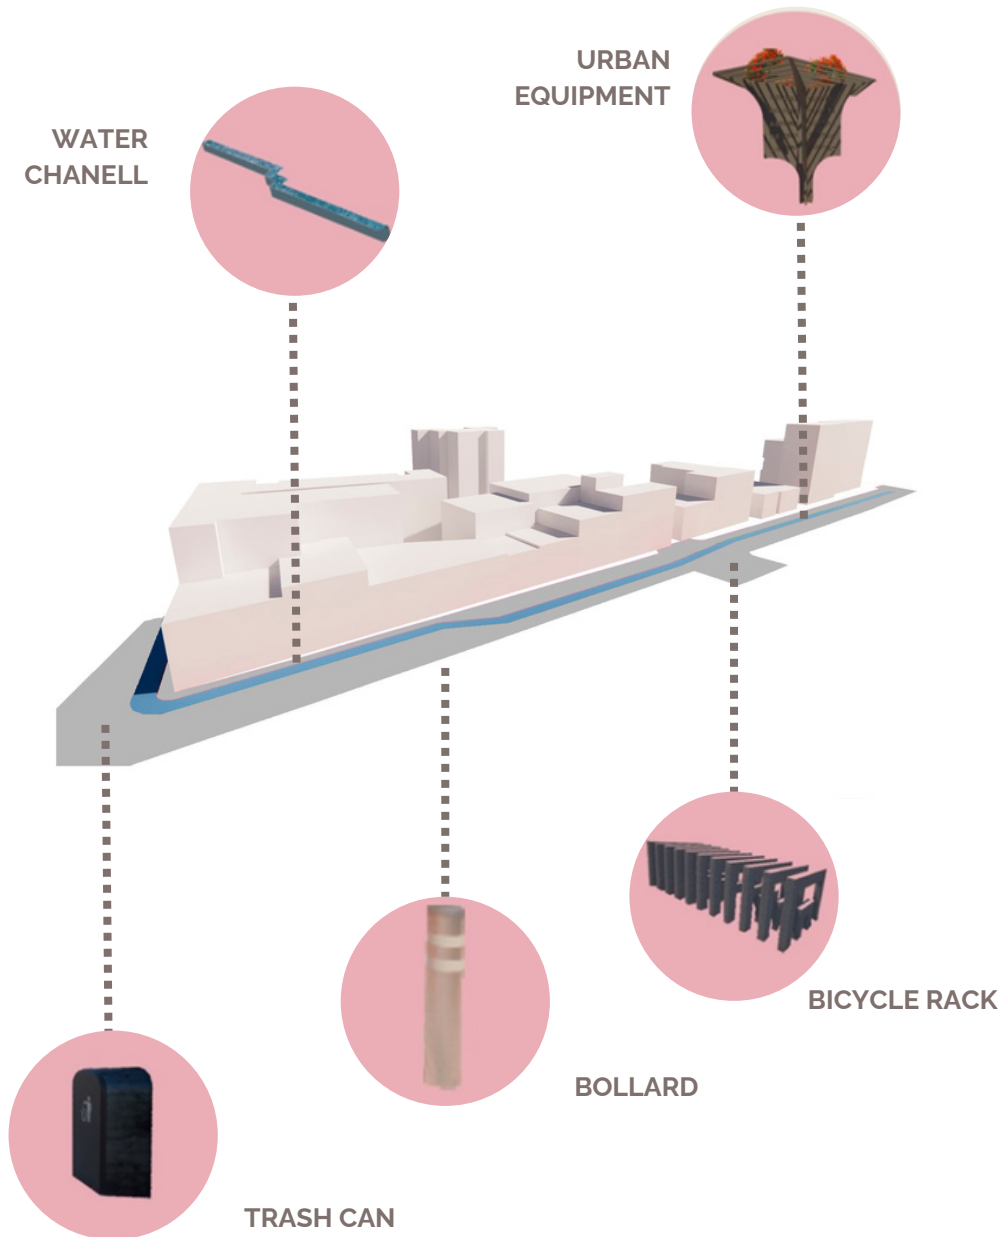 URBAN
EQUIPMENT
WATER
CHANELL
BICYCLE RACK
BOLLARD
TRASH CAN